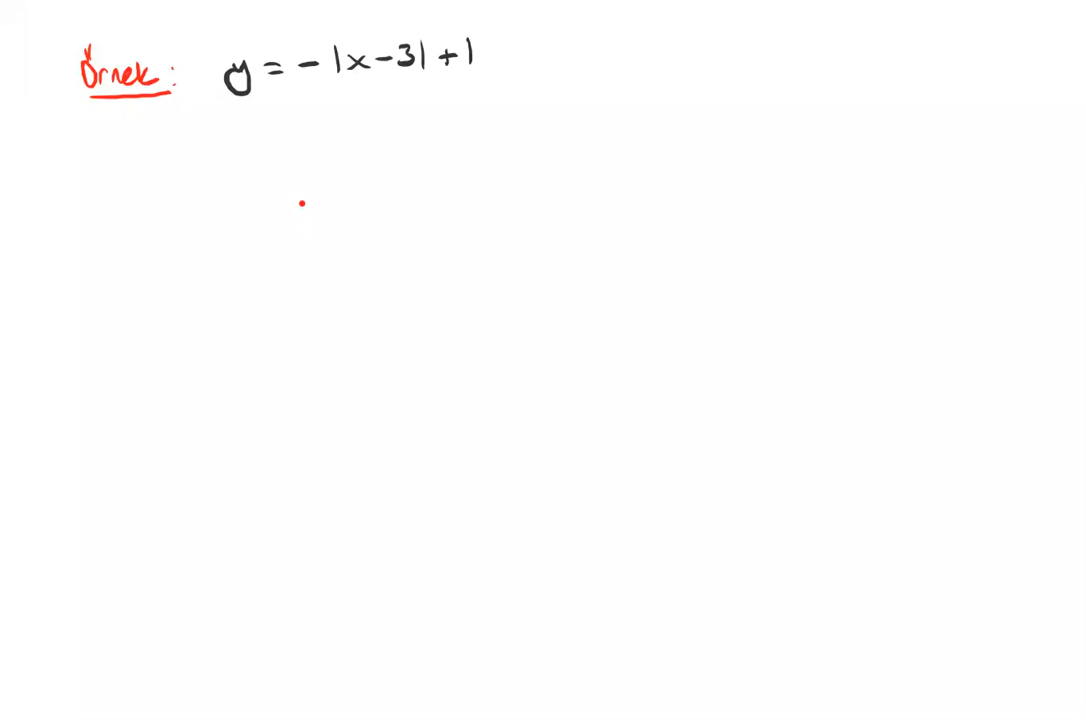 Örnek: y = - |x-3| + 1